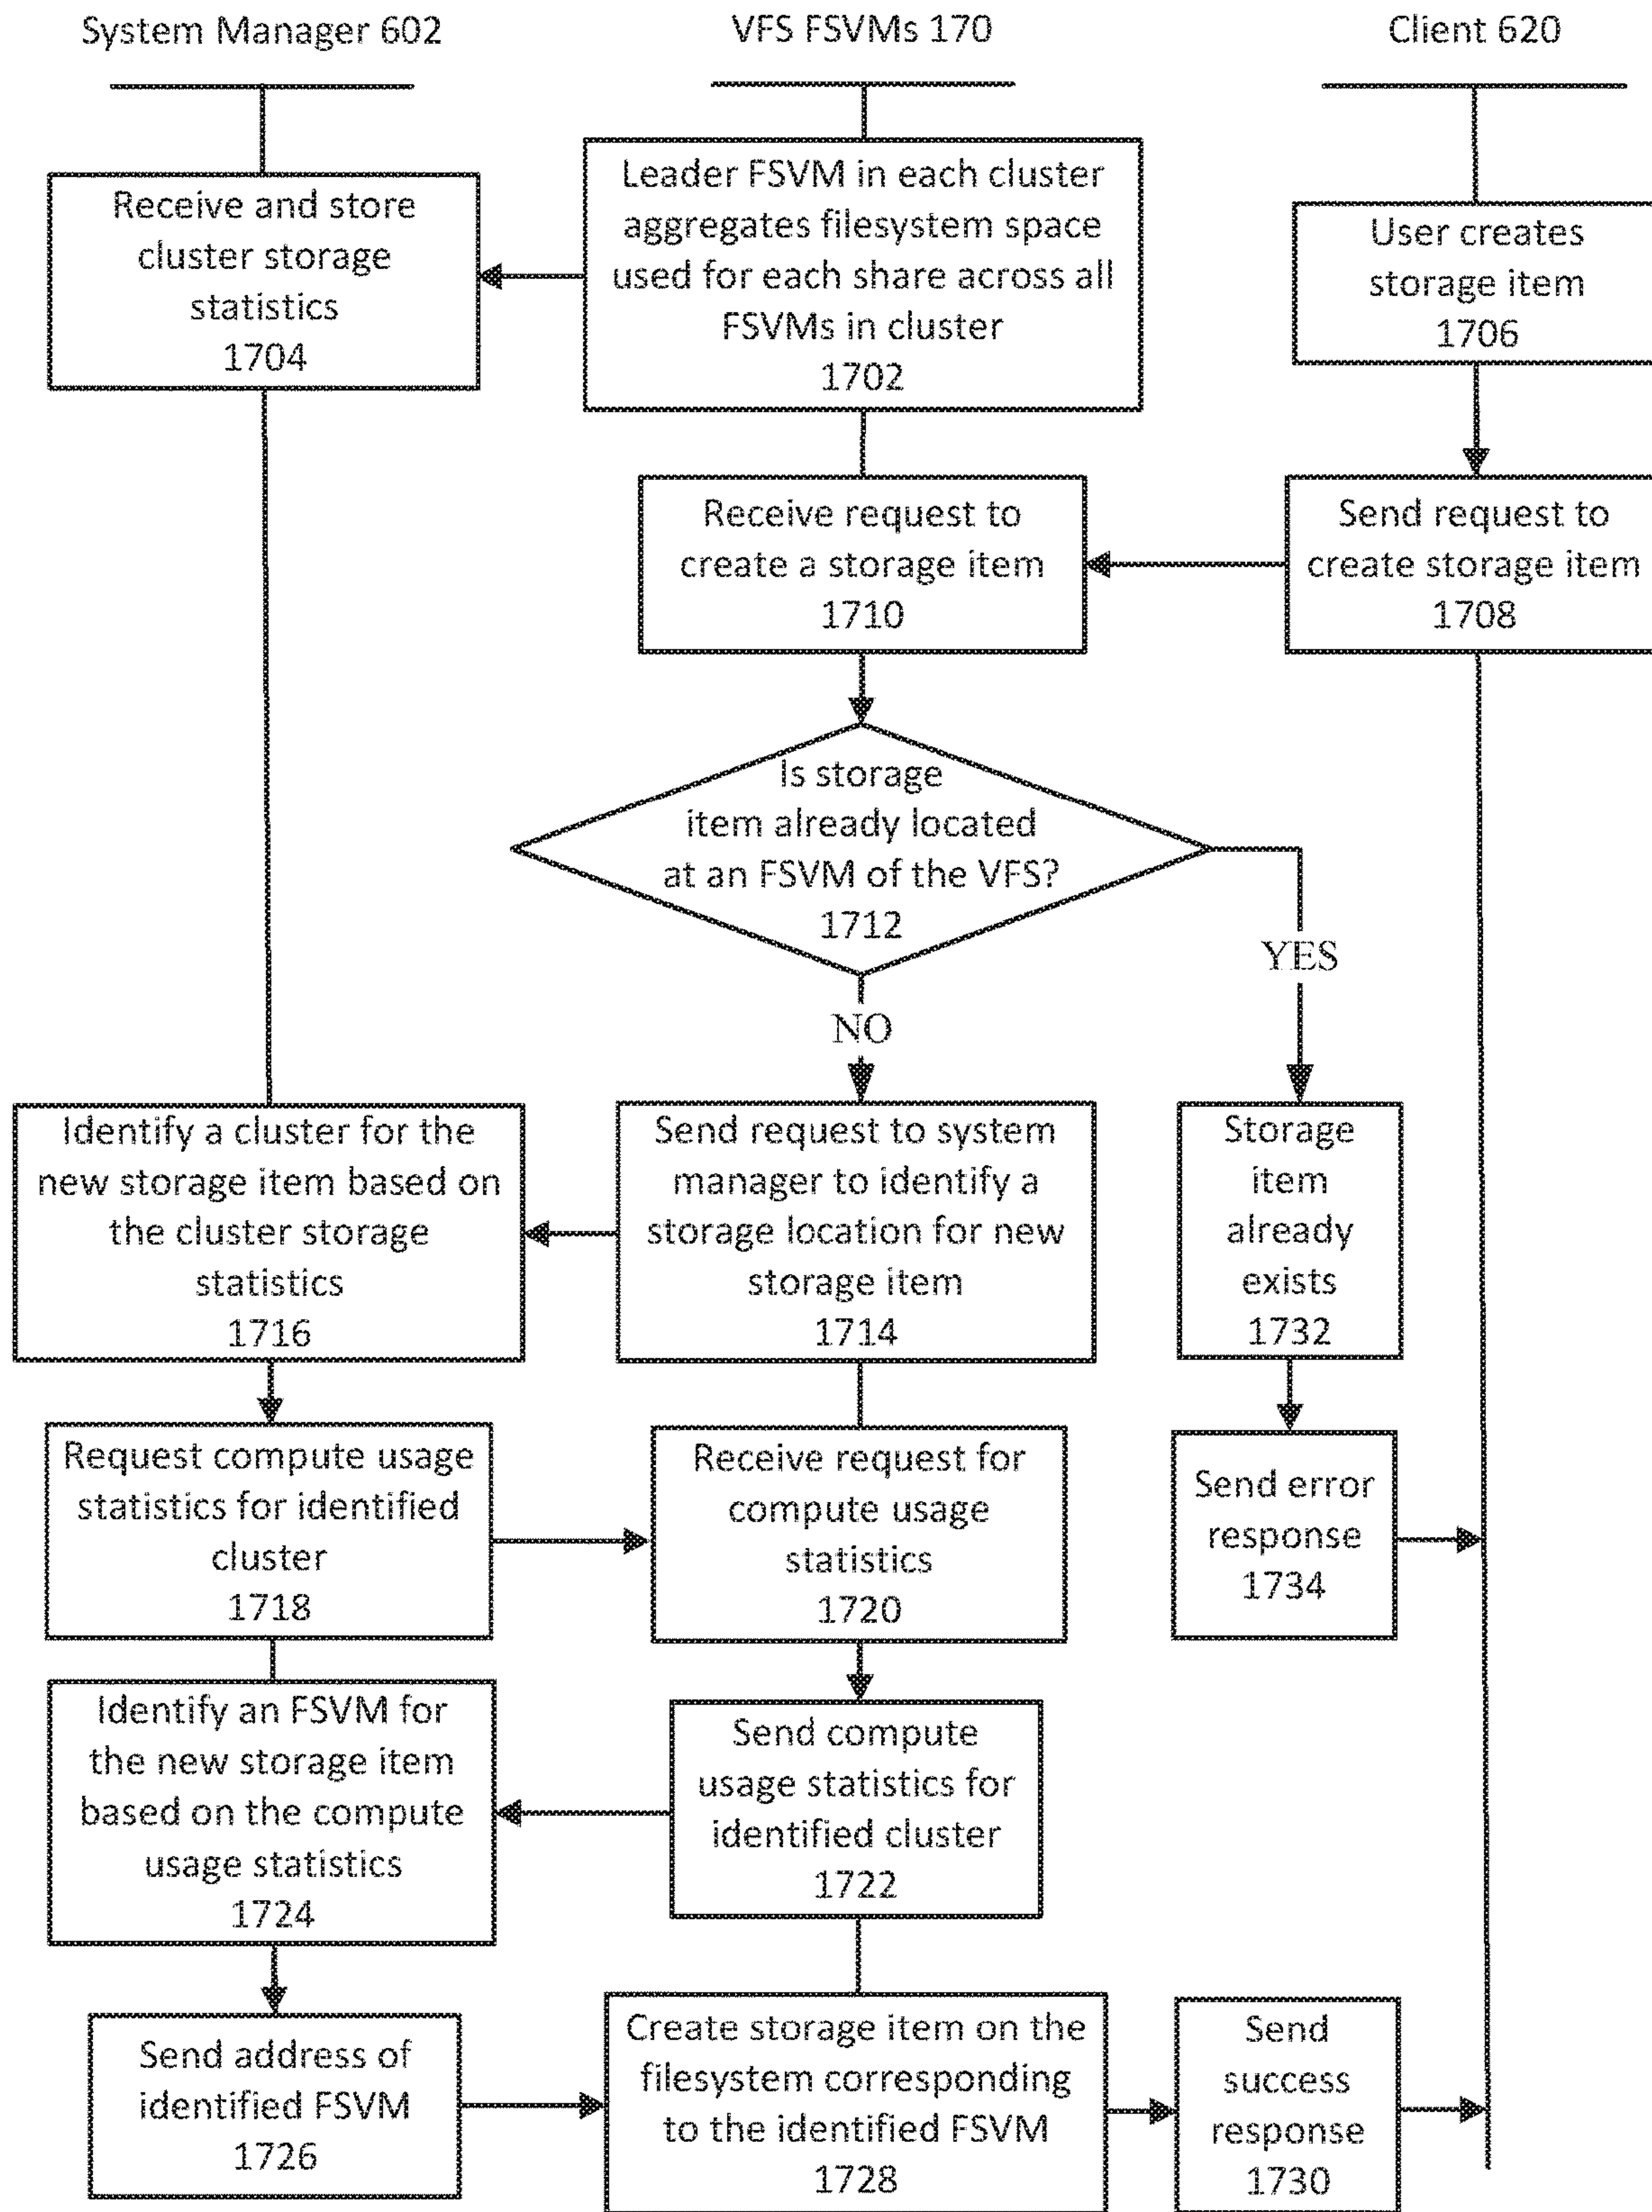 System Manager 602
VFS FSVMs 170
Client 620
Leader FSVM in each cluster
aggregates filesystem space
used for each share across all
FSVMs in cluster
1702
Receive and store
cluster storage
statistics
1704
User creates
storage item
1706
Send request to
create storage item
1708
Receive request to
create a storage item
1710
Is storage
item already located
at an FSVM of the VFS?
1712
YES
NO
Identify a cluster for the
new storage item based on
the cluster storage
statistics
1716
Send request to system
manager to identify a
storage location for new
storage item
1714
Storage
item
already
exists
1732
Request compute usage
statistics for identified
cluster
1718
Receive request for
compute usage
statistics
1720
Send error
response
1734
Identify an FSVM for
the new storage item
based on the compute
usage statistics
1724
Send compute
usage statistics for
identified cluster
1722
Send address of
identified FSVM
1726
Create storage item on the
filesystem corresponding
to the identified FSVM
1728
Send
success
response
1730